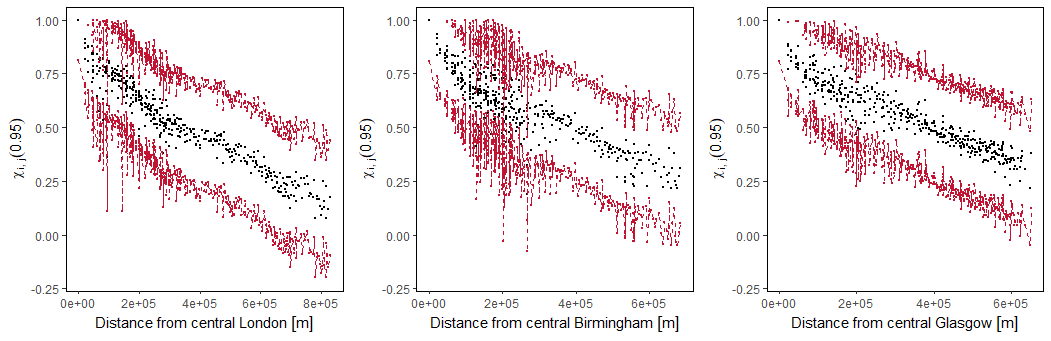 χi, j(0.95)
1.00
0.75
0.50
0.25
0.00
-0.25
0e+00 2e+05 4e+05 6e+05 8e+05
Distance from central London [m]
χi, j(0.95)
1.00
0.75
0.50
0.25
0.00
-0.25
0e+00 2e+05 4e+05 6e+05
Distance from central Birmingham [m]
χi, j(0.95)
1.00
0.75
0.50
0.25
0.00
-0.25
0e+00 2e+05 4e+05 6e+05
Distance from central Glasgow [m]